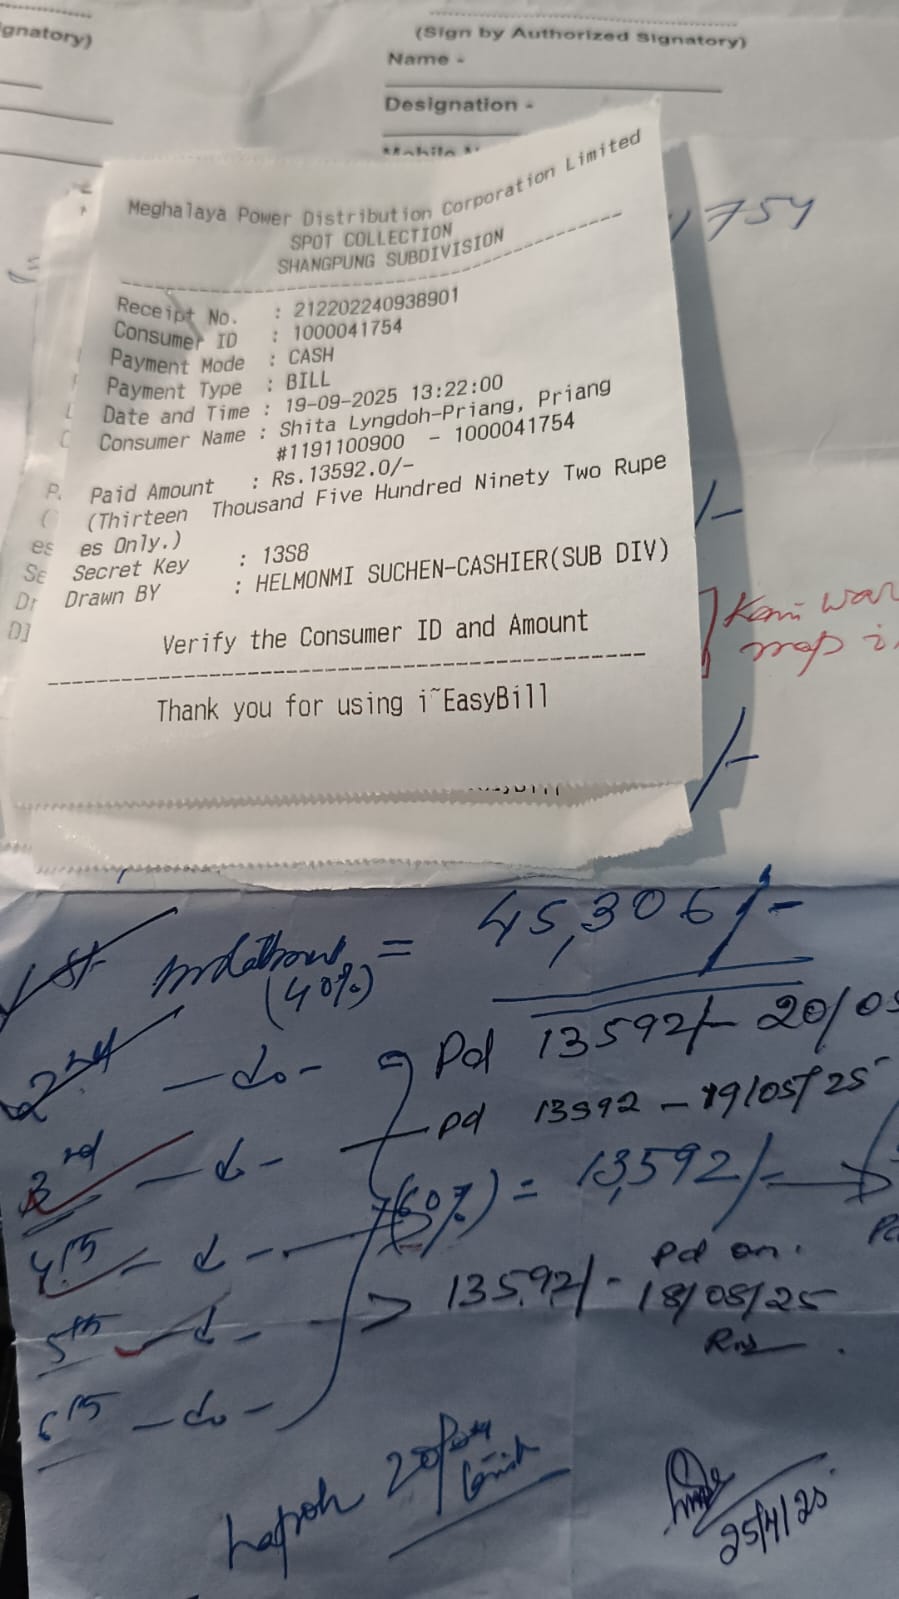 gnatory)
(Sign by Authorized Signatory)
Name -
Designation -
1754
Meghalaya Power Distribution Corporation Limited
SPOT COLLECTION
SHANGPUNG SUBDIVISION
Receipt No. : 212202240938901
Consumer ID : 1000041754
Payment Mode : CASH
Payment Type : BILL
Date and Time : 19-09-2025 13:22:00
Consumer Name : Shita Lyngdoh-Priang, Priang
#1191100900 - 1000041754
Paid Amount : Rs.13592.0/-
(Thirteen Thousand Five Hundred Ninety Two Rupe
es Only.)
Secret Key : 13S8
Drawn BY : HELMONMI SUCHEN-CASHIER(SUB DIV)
Verify the Consumer ID and Amount
Thank you for using i~EasyBill
/-
/-
1st = 45,306/-
(40%)
2nd -do- Pd 13592/- 20/05
3rd -do- pd 13592 - 19/05/25
(60%) = 13,592/-
4th -do-
Pd on.
5th -do- > 13592/- 18/08/25
6th -do-
25/4/25